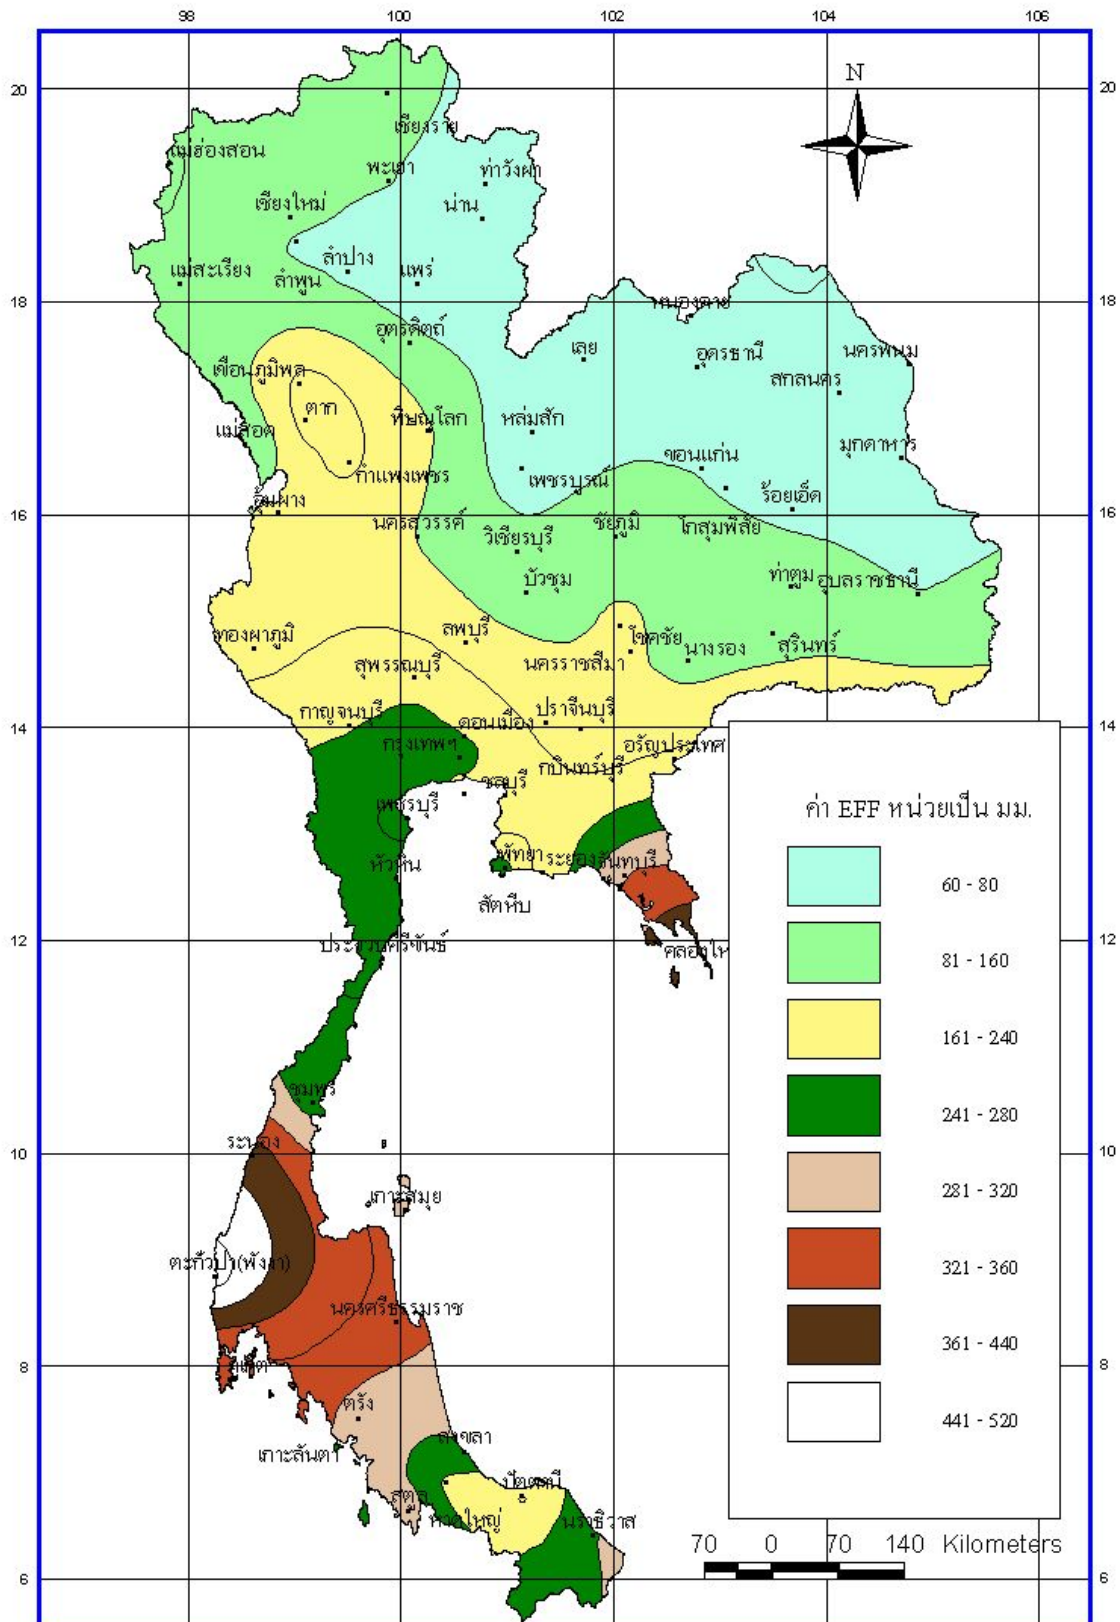 98 100 102 104 106
N
20 20
เชียงราย
แม่ฮ่องสอน
พะเยา ท่าวังผา
เชียงใหม่ น่าน
ลำปาง แพร่
แม่สะเรียง ลำพูน
18 18
หนองคาย
อุตรดิตถ์
เลย อุดรธานี นครพนม
เขื่อนภูมิพล สกลนคร
ตาก
แม่สอด พิษณุโลก หล่มสัก มุกดาหาร
ขอนแก่น
กำแพงเพชร เพชรบูรณ์ ร้อยเอ็ด
อุ้มผาง
16 16
นครสวรรค์ วิเชียรบุรี ชัยภูมิ โกสุมพิสัย
บัวชุม ท่าตูม อุบลราชธานี
ทองผาภูมิ ลพบุรี โชคชัย นางรอง สุรินทร์
สุพรรณบุรี นครราชสีมา
กาญจนบุรี ดอนเมือง ปราจีนบุรี
14 14
กรุงเทพฯ กบินทร์บุรี อรัญประเทศ
ชลบุรี
เพชรบุรี
ค่า EFF หน่วยเป็น มม.
หัวหิน พัทยา ระยอง จันทบุรี
60 - 80
สัตหีบ
12 12
ประจวบคีรีขันธ์ คลองให
81 - 160
161 - 240
ชุมพร
241 - 280
ระนอง
10 10
281 - 320
เกาะสมุย
ตะกั่วป่า(พังงา)
321 - 360
นครศรีธรรมราช
361 - 440
8 8
ภูเก็ต
ตรัง
441 - 520
เกาะลันตา สงขลา
สตูล หาดใหญ่ ปัตตานี
นราธิวาส
70 0 70 140 Kilometers
6 6